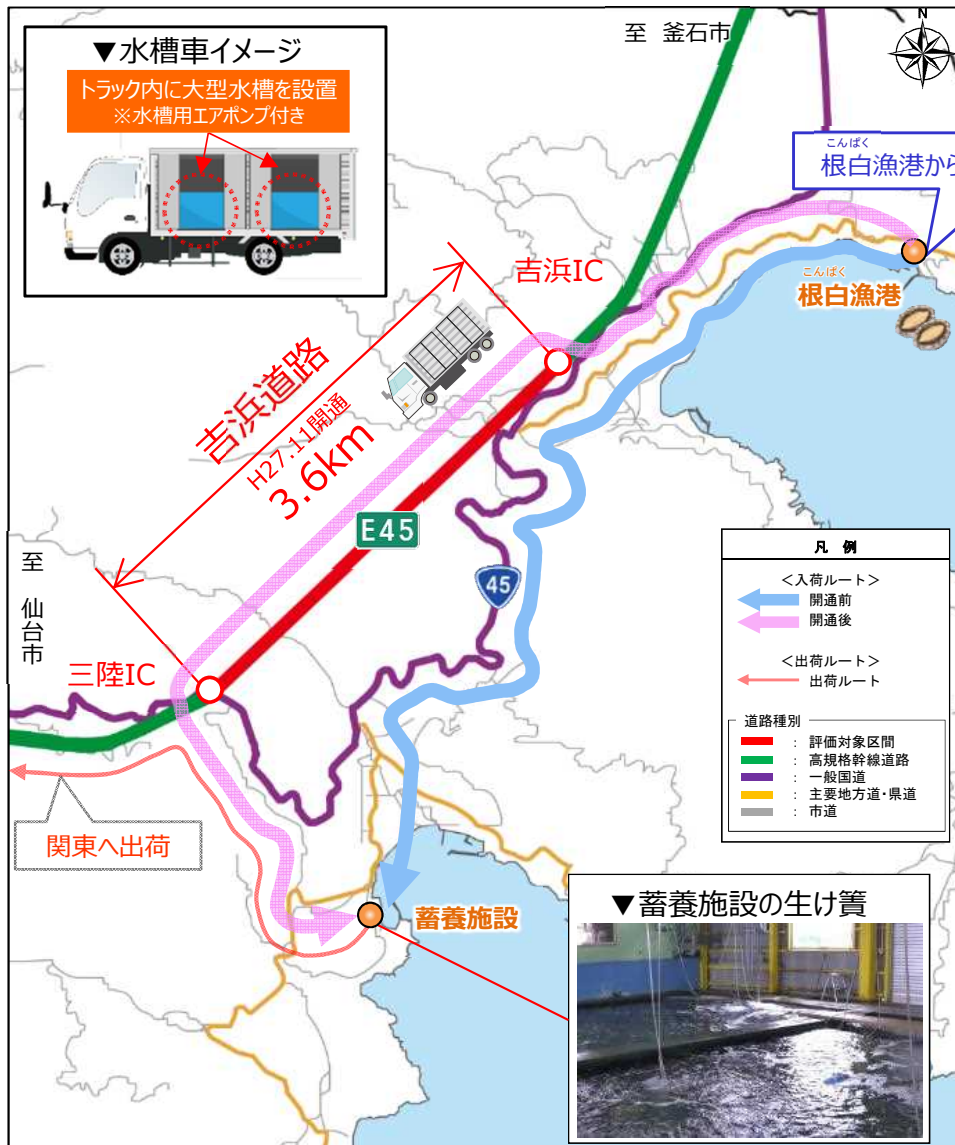 ▼水槽車イメージ
トラック内に大型水槽を設置
※水槽用エアポンプ付き
至 釜石市
N
こんぱく
根白漁港から
吉浜IC
こんぱく
根白漁港
吉浜道路
H27.11開通
3.6km
E45
45
至 仙台市
三陸IC
関東へ出荷
蓄養施設
凡 例
＜入荷ルート＞
開通前
開通後
＜出荷ルート＞
出荷ルート
道路種別
： 評価対象区間
： 高規格幹線道路
： 一般国道
： 主要地方道・県道
： 市道
▼蓄養施設の生け簀